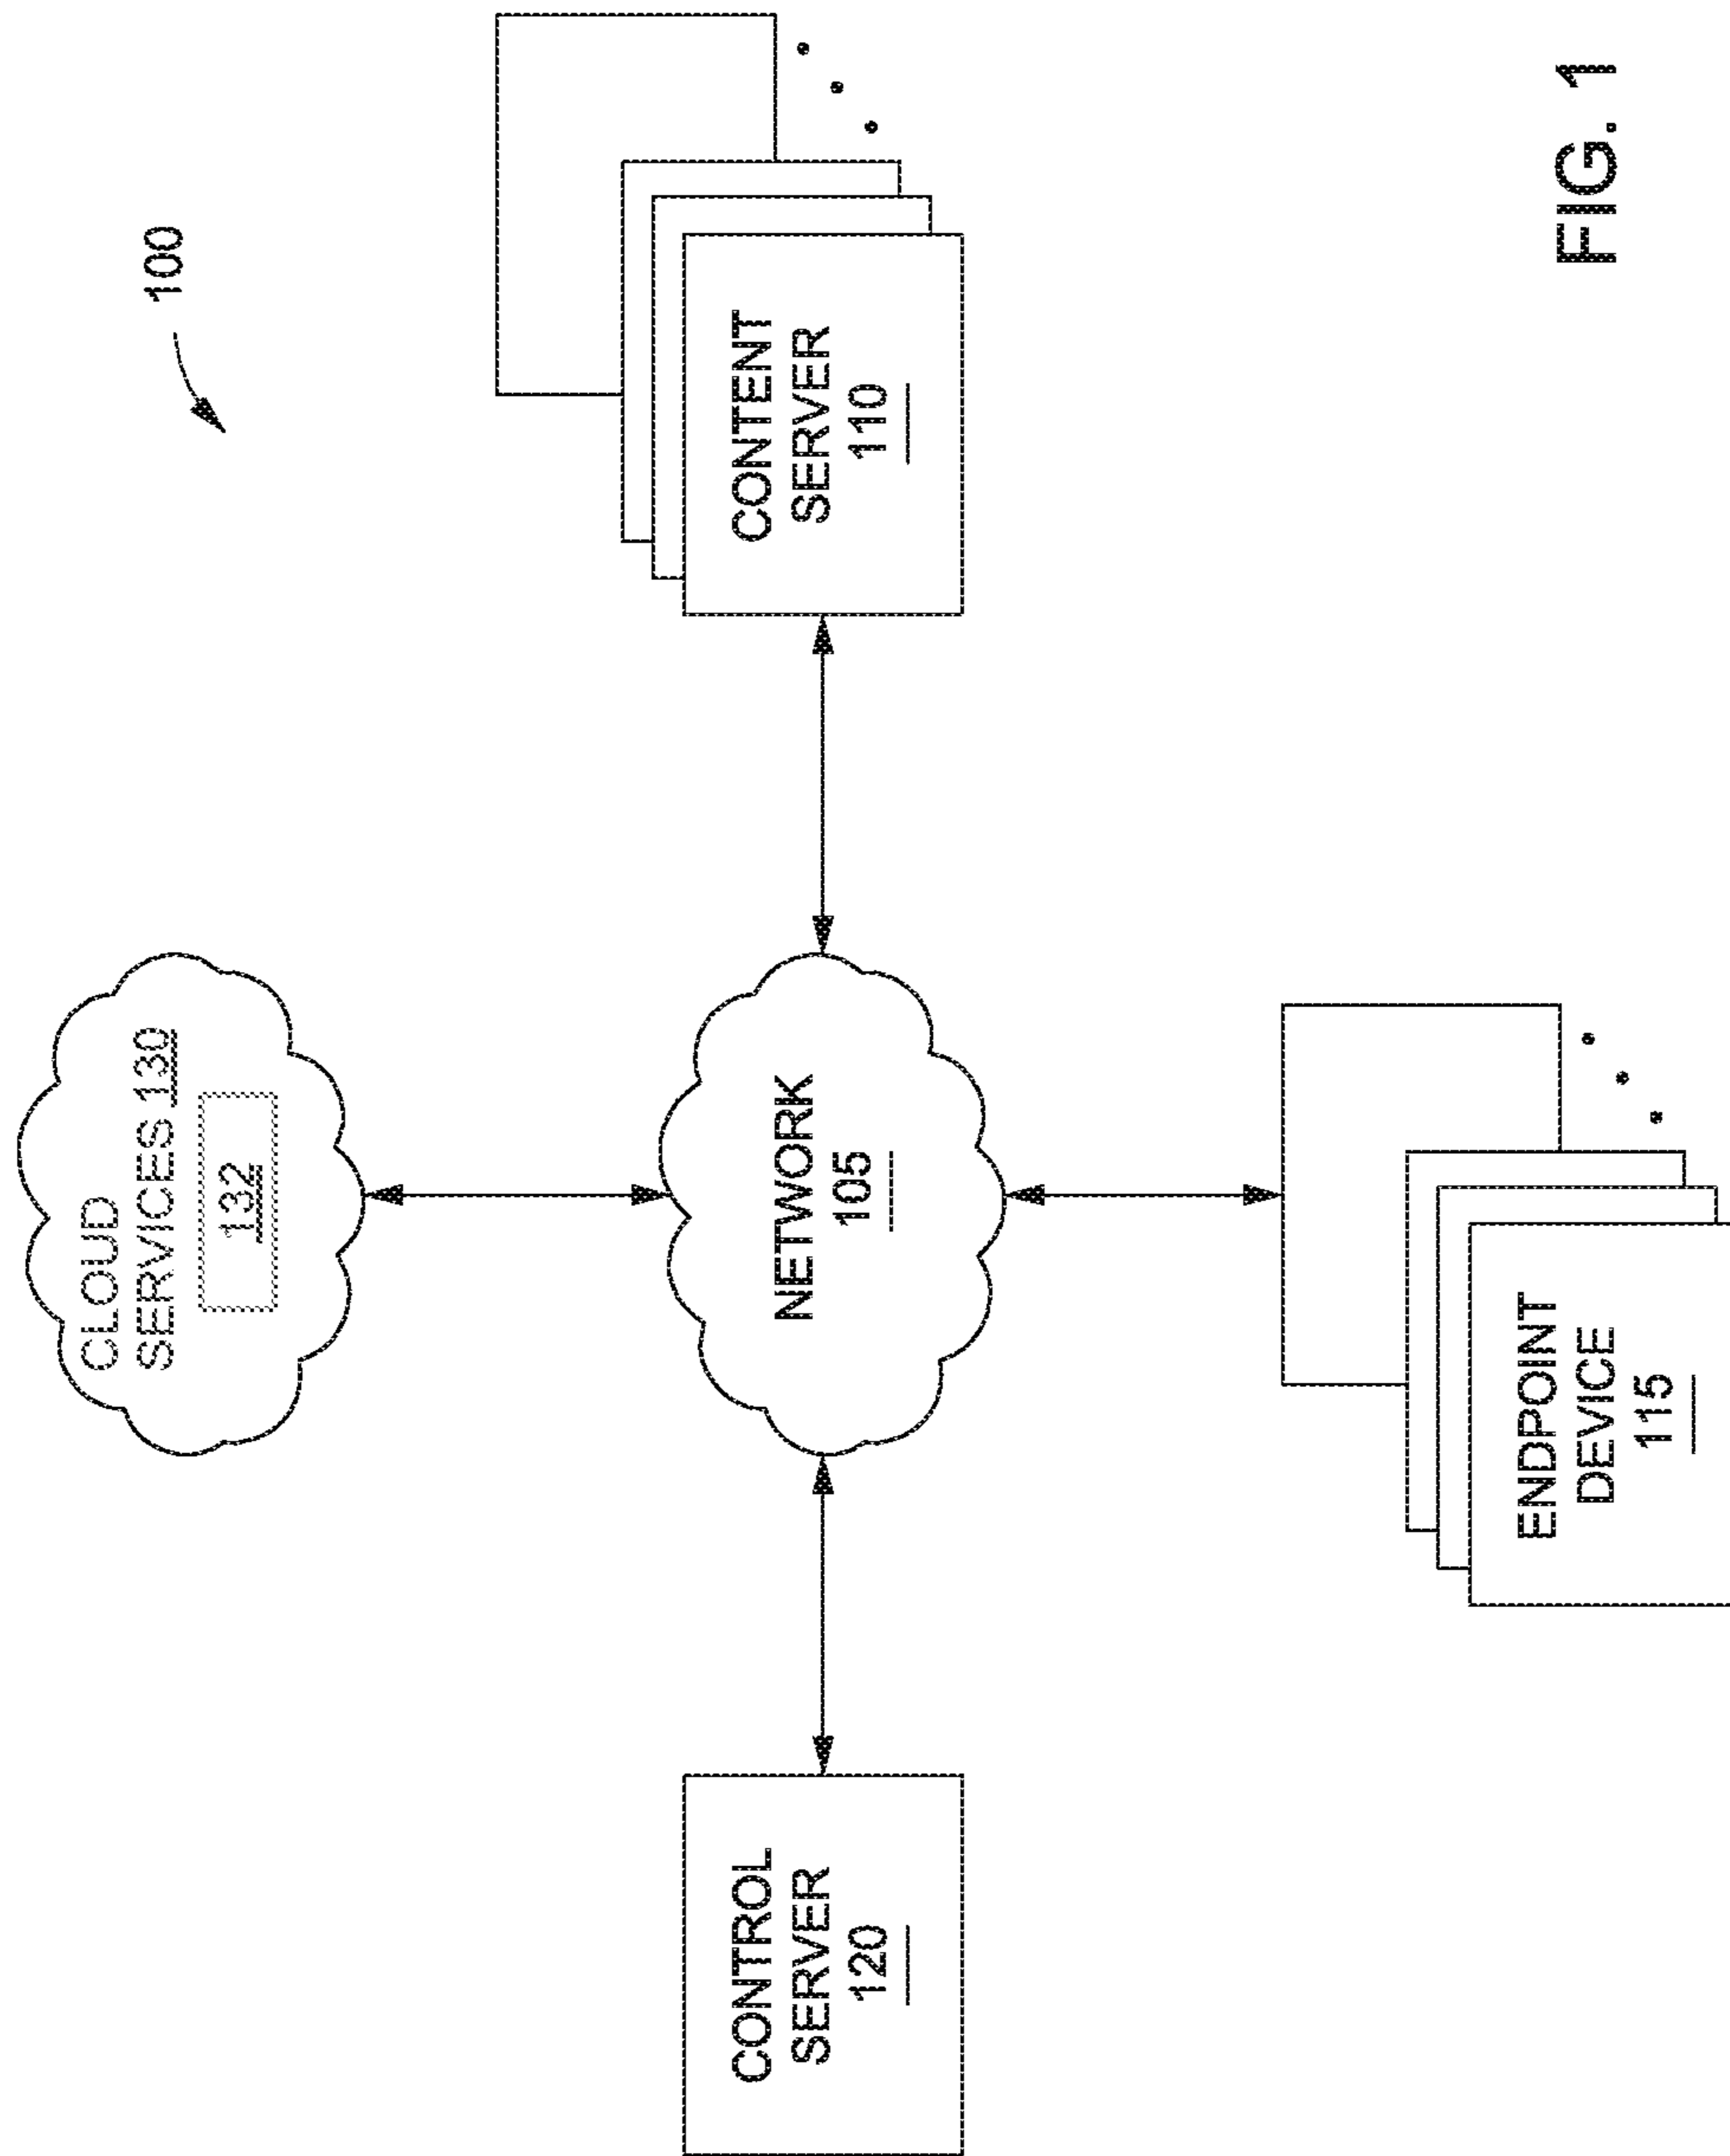 100
CLOUD
SERVICES 130
132
CONTROL
SERVER
120
NETWORK
105
CONTENT
SERVER
110
ENDPOINT
DEVICE
115
FIG. 1